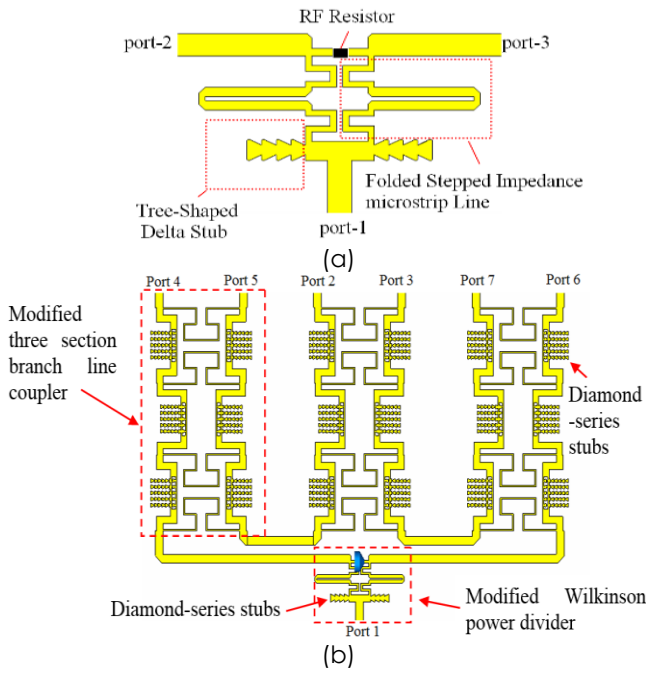 RF Resistor
port-2
port-3
Tree-Shaped
Delta Stub
port-1
Folded Stepped Impedance
microstrip Line
(a)
Port 4
Port 5
Port 2
Port 3
Port 7
Port 6
Modified
three section
branch line
coupler
Diamond
-series
stubs
Diamond-series stubs
Port 1
Modified Wilkinson
power divider
(b)